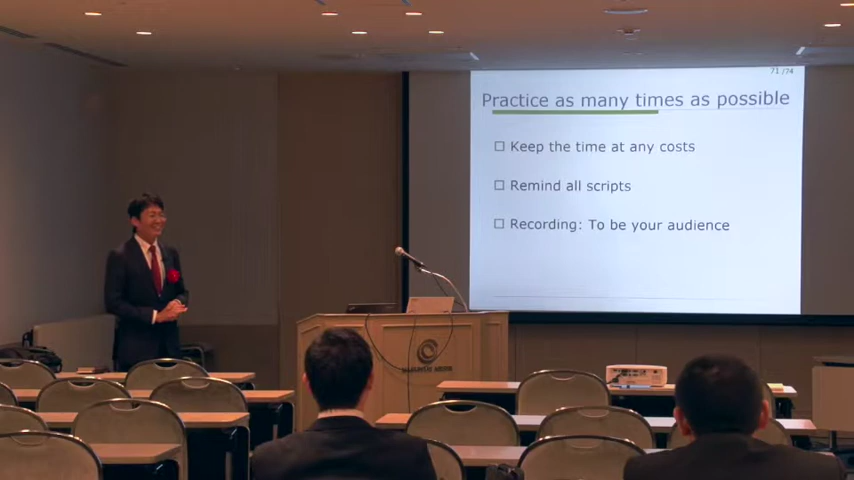 71 /74
Practice as many times as possible
□ Keep the time at any costs
□ Remind all scripts
□ Recording: To be your audience